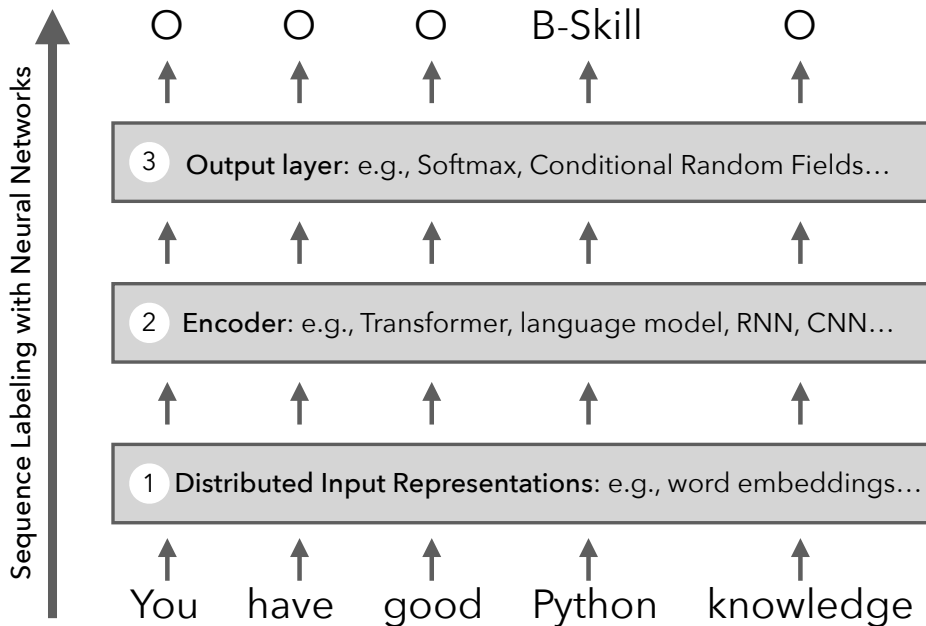 Sequence Labeling with Neural Networks
O O O B-Skill O
3 Output layer: e.g., Softmax, Conditional Random Fields…
2 Encoder: e.g., Transformer, language model, RNN, CNN…
1 Distributed Input Representations: e.g., word embeddings…
You have good Python knowledge